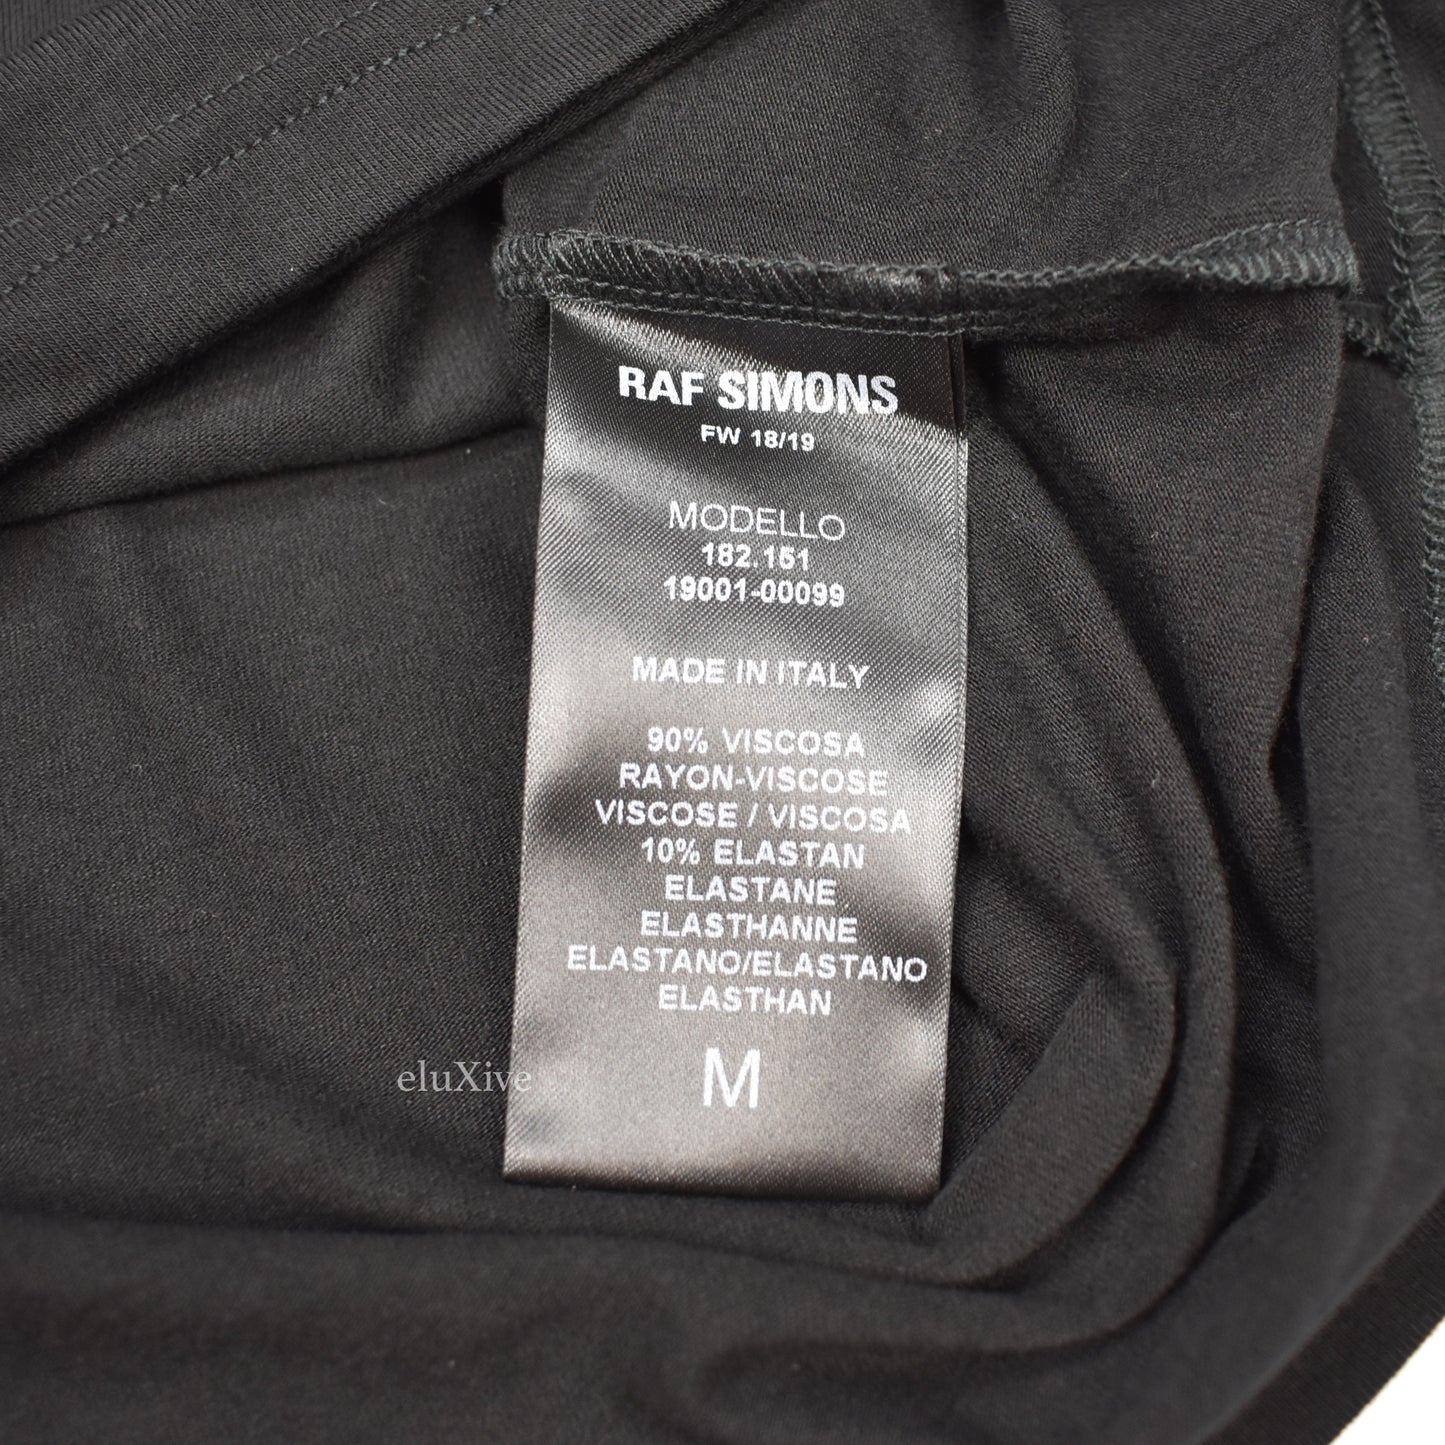 RAF SIMONS
FW 18/19
MODELLO
182.151
19001-00099
MADE IN ITALY
90% VISCOSA
RAYON-VISCOSE
VISCOSE / VISCOSA
10% ELASTAN
ELASTANE
ELASTHANNE
ELASTANO/ELASTANO
ELASTHAN
M
eluXive